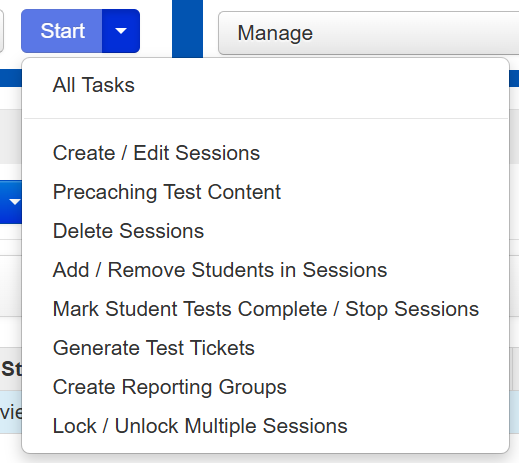 Start
Manage
All Tasks
Create / Edit Sessions
Precaching Test Content
Delete Sessions
Add / Remove Students in Sessions
Mark Student Tests Complete / Stop Sessions
Generate Test Tickets
Create Reporting Groups
Lock / Unlock Multiple Sessions
St
vie